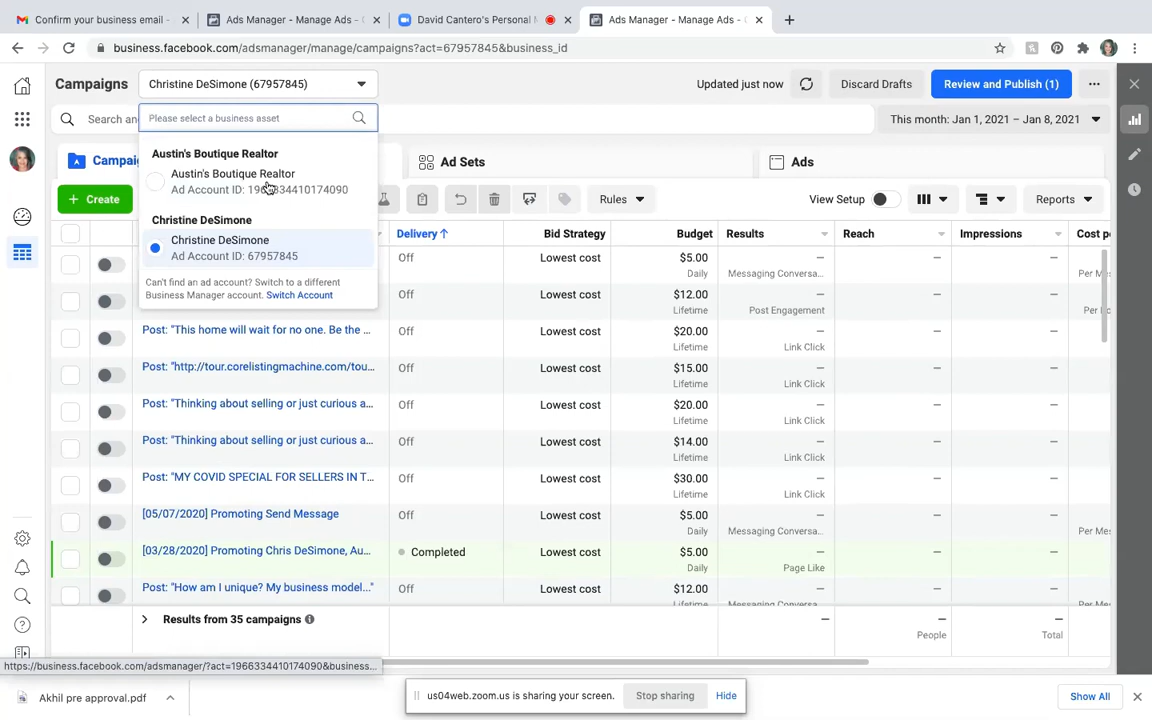 Confirm your business email -
Ads Manager - Manage Ads -
David Cantero's Personal
Ads Manager - Manage Ads -
business.facebook.com/adsmanager/manage/campaigns?act=67957845&business_id
Campaigns
Christine DeSimone (67957845)
Updated just now
Discard Drafts
Review and Publish (1)
Search
Please select a business asset
This month: Jan 1, 2021 – Jan 8, 2021
Austin's Boutique Realtor
Austin's Boutique Realtor
Ad Account ID: 1966334410174090
Christine DeSimone
Christine DeSimone
Ad Account ID: 67957845
Can't find an ad account? Switch to a different
Business Manager account. Switch Account
Ad Sets
Ads
+ Create
Rules
View Setup
Reports
Delivery ↑
Bid Strategy
Budget
Results
Reach
Impressions
Off
Lowest cost
$5.00
—
—
—
Daily
Messaging Conversa...
Off
Lowest cost
$12.00
—
—
—
Lifetime
Post Engagement
Post: "This home will wait for no one. Be the ...
Off
Lowest cost
$20.00
—
—
—
Lifetime
Link Click
Post: "http://tour.corelistingmachine.com/tou...
Off
Lowest cost
$15.00
—
—
—
Lifetime
Link Click
Post: "Thinking about selling or just curious a...
Off
Lowest cost
$20.00
—
—
—
Lifetime
Link Click
Post: "Thinking about selling or just curious a...
Off
Lowest cost
$14.00
—
—
—
Lifetime
Link Click
Post: "MY COVID SPECIAL FOR SELLERS IN T...
Off
Lowest cost
$30.00
—
—
—
Lifetime
Link Click
[05/07/2020] Promoting Send Message
Off
Lowest cost
$5.00
—
—
—
Daily
Messaging Conversa...
[03/28/2020] Promoting Chris DeSimone, Au...
Completed
Lowest cost
$5.00
—
—
—
Daily
Page Like
Post: "How am I unique? My business model..."
Off
Lowest cost
$12.00
—
—
—
Lifetime
Messaging Conversa
Results from 35 campaigns
—
—
—
People
Total
https://business.facebook.com/adsmanager/?act=1966334410174090&business...
Akhil pre approval.pdf
us04web.zoom.us is sharing your screen.
Stop sharing
Hide
Show All